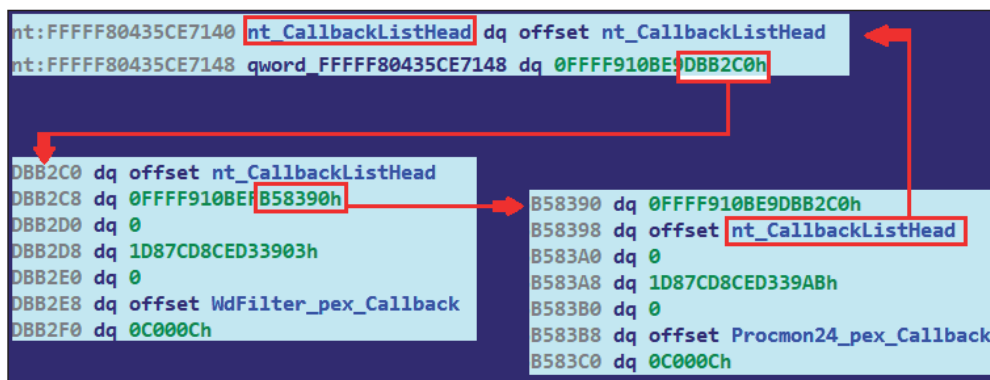 nt:FFFFF80435CE7140 nt_CallbackListHead dq offset nt_CallbackListHead
nt:FFFFF80435CE7148 qword_FFFFF80435CE7148 dq 0FFFF910BE9DBB2C0h
DBB2C0 dq offset nt_CallbackListHead
DBB2C8 dq 0FFFF910BEFB58390h
DBB2D0 dq 0
DBB2D8 dq 1D87CD8CED33903h
DBB2E0 dq 0
DBB2E8 dq offset WdFilter_pex_Callback
DBB2F0 dq 0C000Ch
B58390 dq 0FFFF910BE9DBB2C0h
B58398 dq offset nt_CallbackListHead
B583A0 dq 0
B583A8 dq 1D87CD8CED339ABh
B583B0 dq 0
B583B8 dq offset Procmon24_pex_Callback
B583C0 dq 0C000Ch